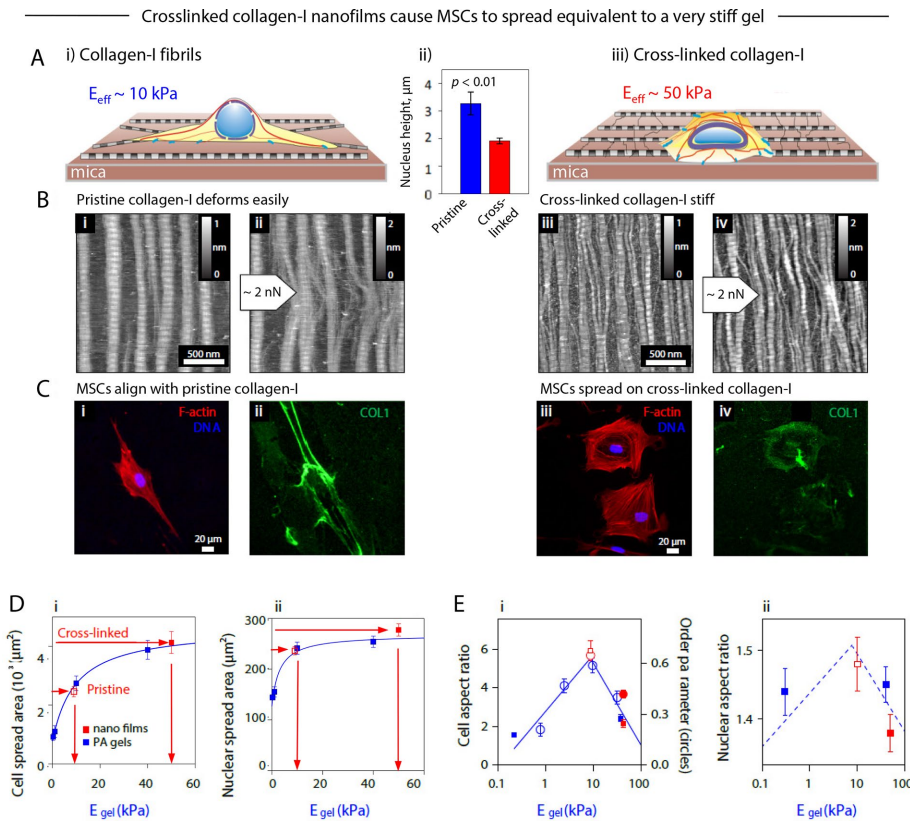 Crosslinked collagen-I nanofilms cause MSCs to spread equivalent to a very stiff gel
A
i) Collagen-I fibrils
E eff ~ 10 kPa
mica
ii)
p < 0.01
Nucleus height, μm
4
3
2
1
0
Pristine
Cross-
linked
iii) Cross-linked collagen-I
E eff ~ 50 kPa
mica
B
Pristine collagen-I deforms easily
i
1
nm
0
500 nm
ii
2
nm
0
~ 2 nN
Cross-linked collagen-I stiff
iii
1
nm
0
500 nm
iv
2
nm
0
~ 2 nN
C
MSCs align with pristine collagen-I
i
F-actin
DNA
20 μm
ii
COL1
MSCs spread on cross-linked collagen-I
iii
F-actin
DNA
20 μm
iv
COL1
D
i
Cell spread area (10³ μm²)
4
2
0
Cross-linked
Pristine
nano films
PA gels
0
20
40
60
E gel (kPa)
ii
Nuclear spread area (μm²)
300
200
100
0
0
20
40
60
E gel (kPa)
E
i
Cell aspect ratio
6
4
2
0
Order pa rameter (circles)
0.6
0.3
0.0
0.1
1
10
100
E gel (kPa)
ii
Nuclear aspect ratio
1.5
1.4
0.1
1
10
100
E gel (kPa)